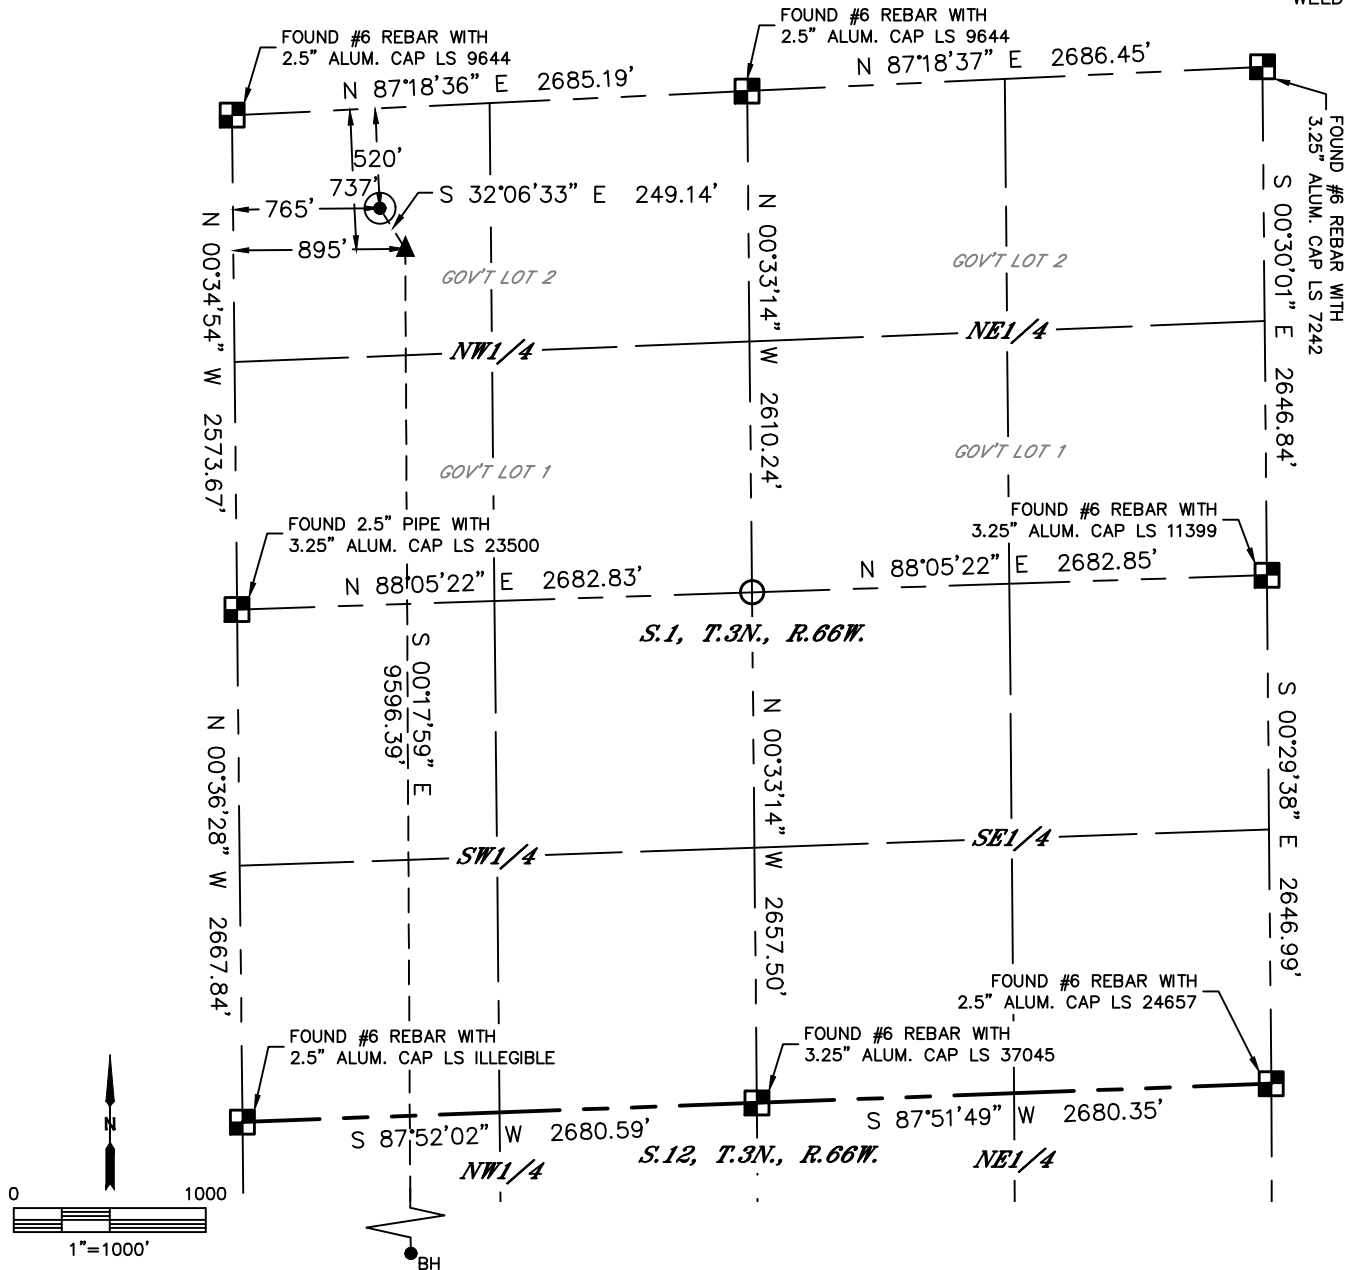 WELD
FOUND #6 REBAR WITH
2.5" ALUM. CAP LS 9644
FOUND #6 REBAR WITH
2.5" ALUM. CAP LS 9644
N 87°18'36" E 2685.19'
N 87°18'37" E 2686.45'
FOUND #6 REBAR WITH
3.25" ALUM. CAP LS 7242
520'
737'
765'
S 32°06'33" E 249.14'
895'
N 00°34'54" W 2573.67'
N 00°33'14" W 2610.24'
S 00°30'01" E 2646.84'
GOV'T LOT 2
GOV'T LOT 2
NW1/4
NE1/4
GOV'T LOT 1
GOV'T LOT 1
FOUND 2.5" PIPE WITH
3.25" ALUM. CAP LS 23500
FOUND #6 REBAR WITH
3.25" ALUM. CAP LS 11399
N 88°05'22" E 2682.83'
N 88°05'22" E 2682.85'
S.1, T.3N., R.66W.
S 00°17'59" E
9596.39'
N 00°36'28" W 2667.84'
N 00°33'14" W 2657.50'
S 00°29'38" E 2646.99'
SW1/4
SE1/4
FOUND #6 REBAR WITH
2.5" ALUM. CAP LS 24657
FOUND #6 REBAR WITH
2.5" ALUM. CAP LS ILLEGIBLE
FOUND #6 REBAR WITH
3.25" ALUM. CAP LS 37045
S 87°52'02" W 2680.59'
S 87°51'49" W 2680.35'
S.12, T.3N., R.66W.
NW1/4
NE1/4
N
0 1000
1"=1000'
BH